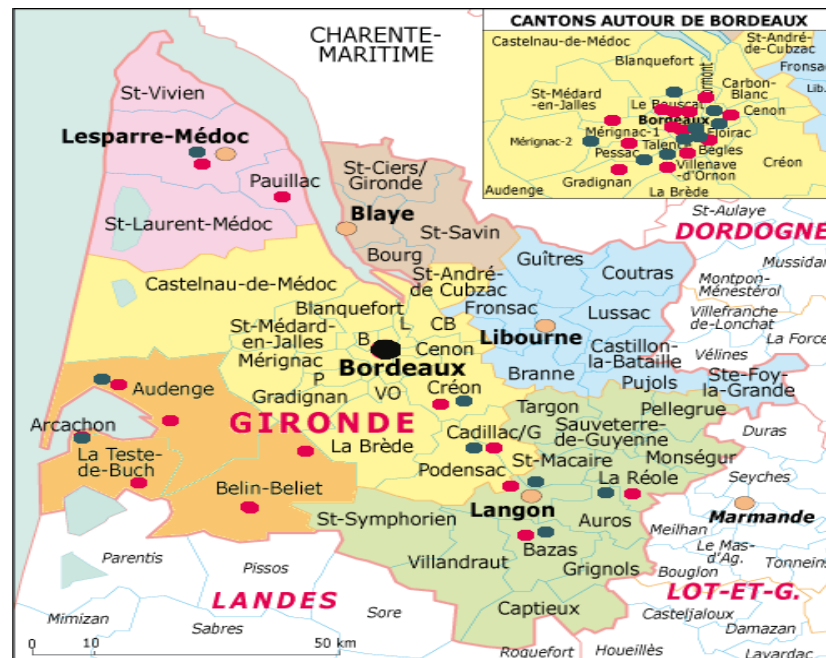 CHARENTE-
MARITIME
CANTONS AUTOUR DE BORDEAUX
Castelnau-de-Médoc
St-André-
de-Cubzac
Blanquefort
Fronsac
St-Médard
-en-Jalles
Carbon-
Blanc
Lib.
Le Bouscat
Cenon
Bordeaux
Mérignac-2
Mérignac-1
Floirac
Talence
Bègles
Pessac
Villenave
-d'Ornon
Créon
Gradignan
Audenge
La Brède
St-Vivien
Lesparre-Médoc
Pauillac
St-Laurent-Médoc
St-Ciers/
Gironde
Blaye
St-Savin
Bourg
St-Aulaye
DORDOGNE
Mussidan
Montpon-
Ménestérol
Villefranche
de-Lonchat
La Force
Vélines
Guîtres
Coutras
St-André-
de Cubzac
Fronsac
Lussac
Libourne
Castillon-
la-Bataille
Branne
Pujols
Ste-Foy-
la-Grande
Castelnau-de-Médoc
Blanquefort
L
CB
St-Médard-
en-Jalles
B
Cenon
Mérignac
Bordeaux
P
VO
Créon
Gradignan
GIRONDE
Audenge
Arcachon
La Teste-
de-Buch
Belin-Beliet
La Brède
Cadillac/G
Podensac
Targon
Pellegrue
Sauveterre-
de-Guyenne
St-Macaire
Monségur
La Réole
Langon
Auros
St-Symphorien
Bazas
Villandraut
Grignols
Captieux
Duras
Seyches
Marmande
Meilhan
Le Mas-
d'Ag.
Tonneins
Bouglon
LOT-ET-G.
Casteljaloux
Damazan
Lavardac
Houeillès
Roquefort
Parentis
Pissos
LANDES
Sore
Mimizan
Sabres
0
10
50 km